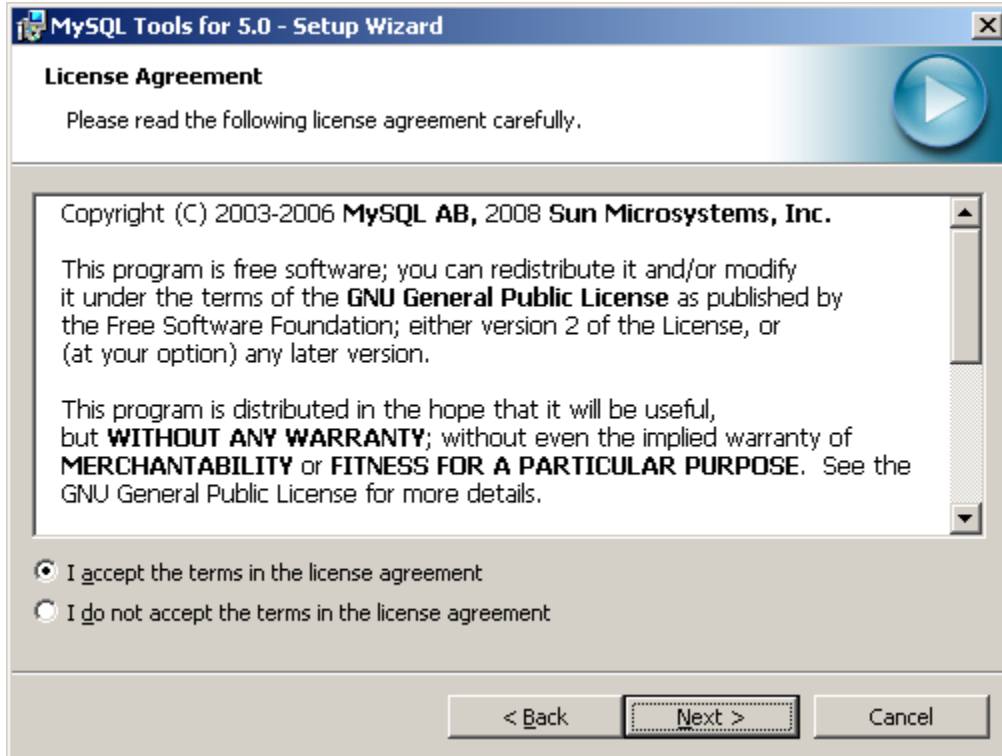 MySQL Tools for 5.0 - Setup Wizard
License Agreement
Please read the following license agreement carefully.
Copyright (C) 2003-2006 MySQL AB, 2008 Sun Microsystems, Inc.
This program is free software; you can redistribute it and/or modify
it under the terms of the GNU General Public License as published by
the Free Software Foundation; either version 2 of the License, or
(at your option) any later version.
This program is distributed in the hope that it will be useful,
but WITHOUT ANY WARRANTY; without even the implied warranty of
MERCHANTABILITY or FITNESS FOR A PARTICULAR PURPOSE.  See the
GNU General Public License for more details.
I accept the terms in the license agreement
I do not accept the terms in the license agreement
< Back
Next >
Cancel